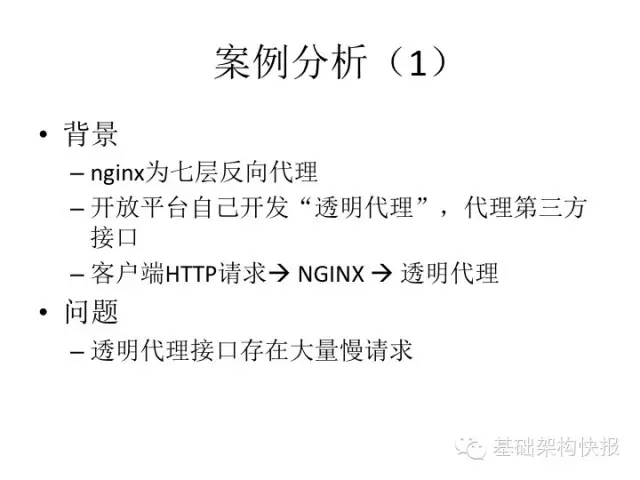 案例分析（1）
• 背景
– nginx为七层反向代理
– 开放平台自己开发“透明代理”，代理第三方
接口
– 客户端HTTP请求→ NGINX → 透明代理
• 问题
– 透明代理接口存在大量慢请求
基础架构快报